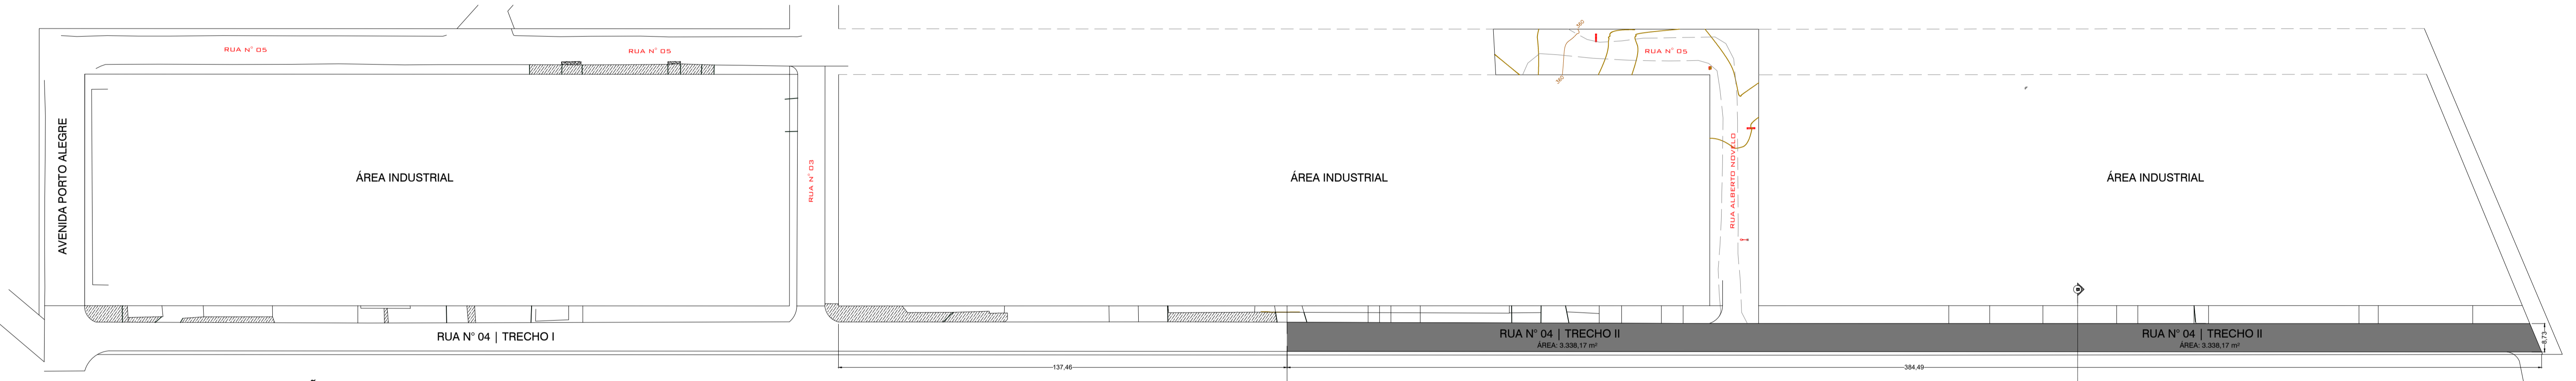 RUA N° 05
RUA N° 05
380
RUA N° 05
380
AVENIDA PORTO ALEGRE
ÁREA INDUSTRIAL
RUA N° 03
ÁREA INDUSTRIAL
RUA ALBERTO NOVELO
ÁREA INDUSTRIAL
RUA N° 04 | TRECHO I
RUA N° 04 | TRECHO II
ÁREA: 3.338,17 m²
RUA N° 04 | TRECHO II
ÁREA: 3.338,17 m²
8,73
137,46
384,49